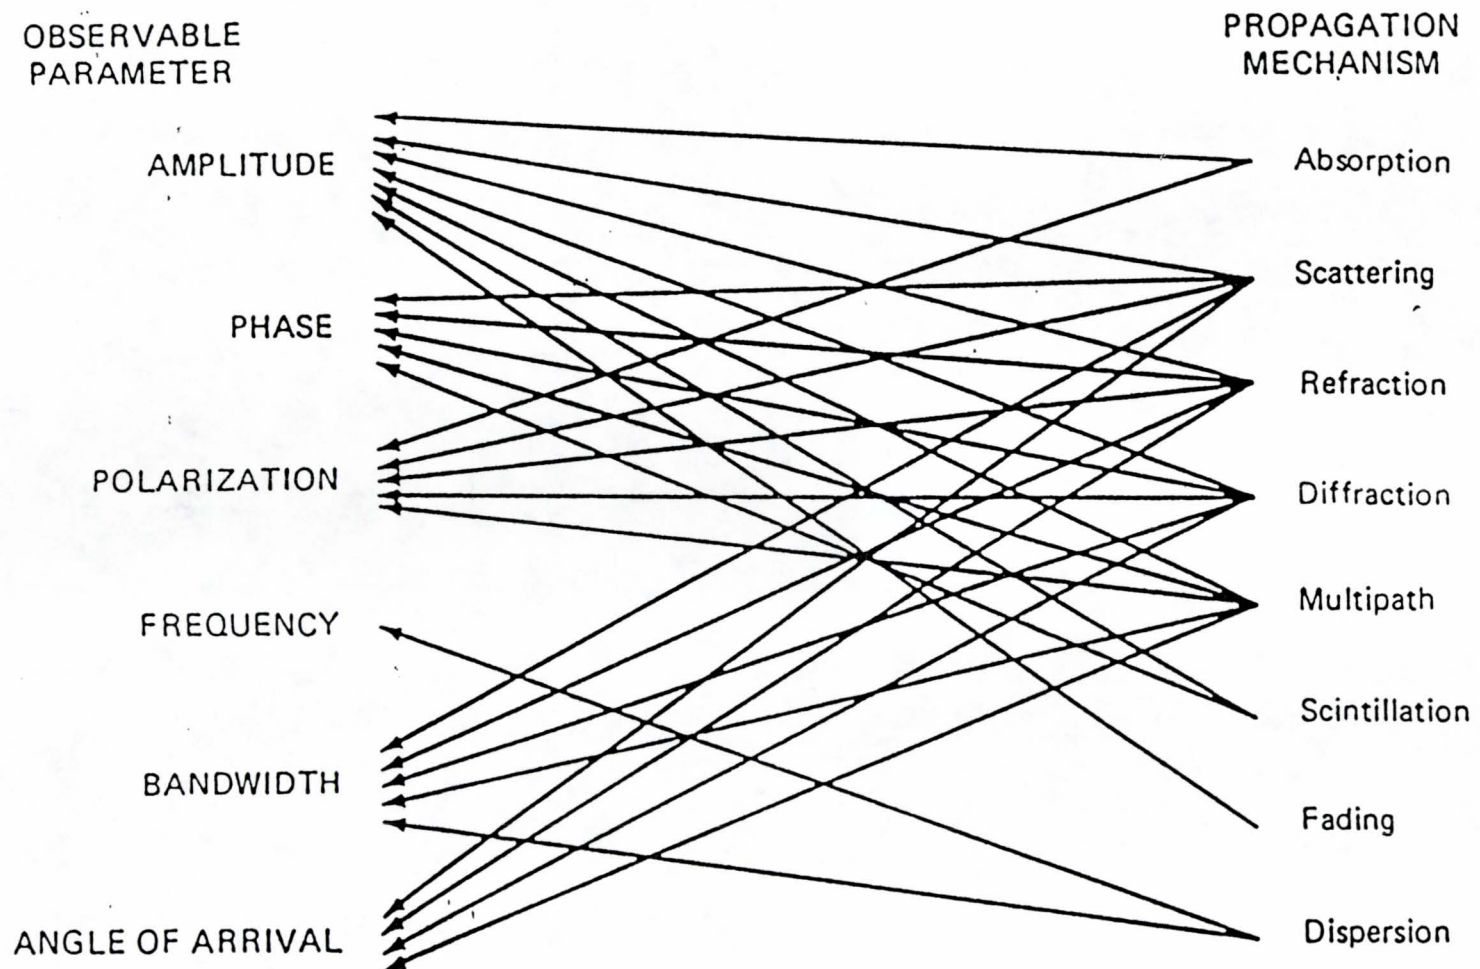 OBSERVABLE
PARAMETER
AMPLITUDE
PHASE
POLARIZATION
FREQUENCY
BANDWIDTH
ANGLE OF ARRIVAL
PROPAGATION
MECHANISM
Absorption
Scattering
Refraction
Diffraction
Multipath
Scintillation
Fading
Dispersion